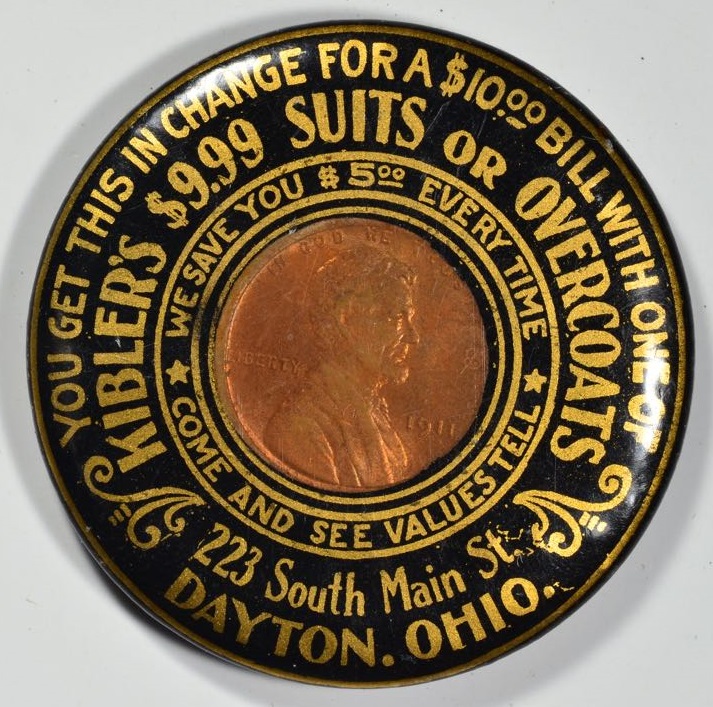 YOU GET THIS IN CHANGE FOR A $10.00 BILL WITH ONE OF
KIBLER'S $9.99 SUITS OR OVERCOATS
WE SAVE YOU $5.00 EVERY TIME
★ COME AND SEE VALUES TELL ★
LIBERTY
1911
223 South Main St.
DAYTON. OHIO.